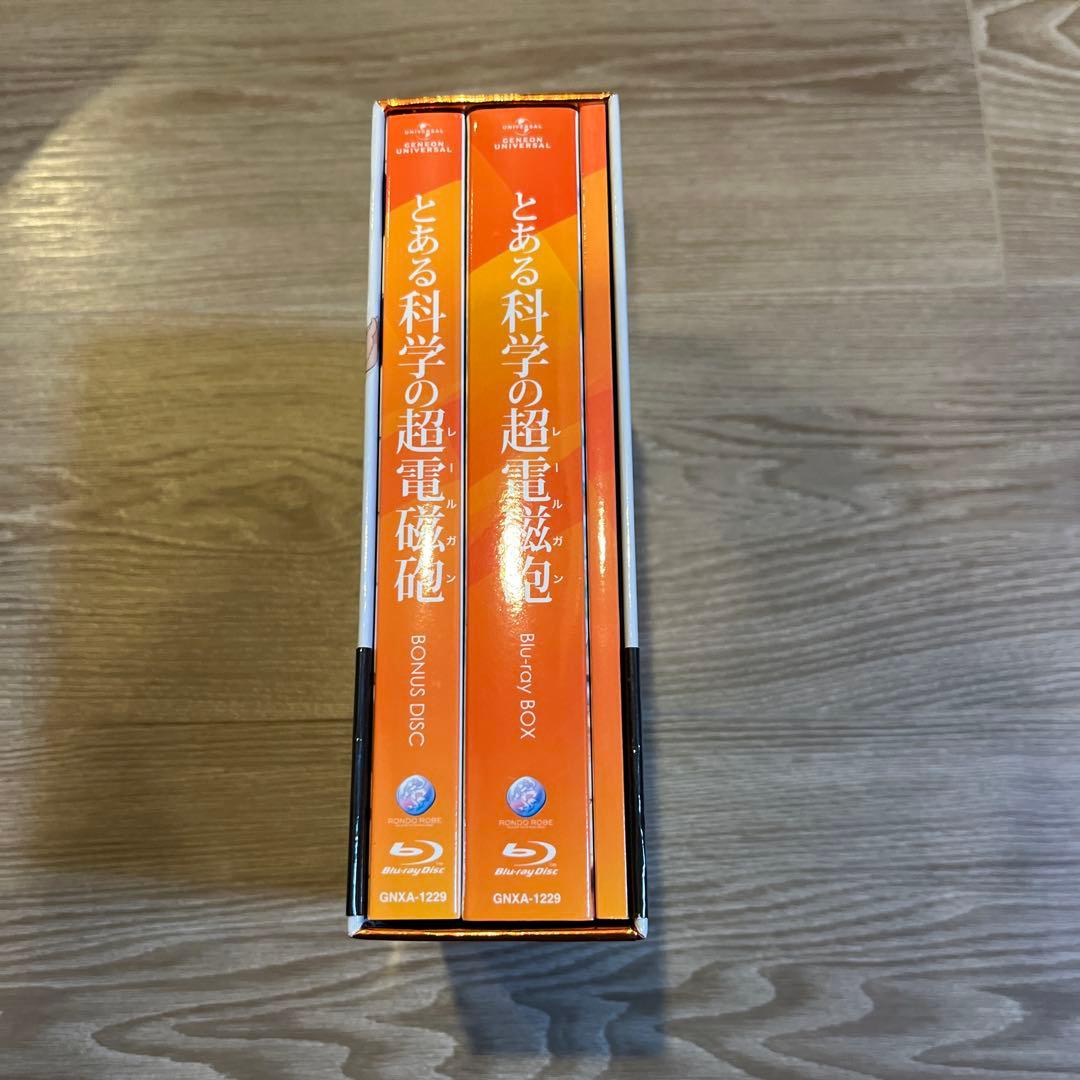 UNIVERSAL
GENEON
UNIVERSAL
とある科学の超電磁砲
レールガン
BONUS DISC
RONDO ROBE
Blu-ray Disc
GNXA-1229
UNIVERSAL
GENEON
UNIVERSAL
とある科学の超電磁砲
レールガン
Blu-ray BOX
RONDO ROBE
Blu-ray Disc
GNXA-1229